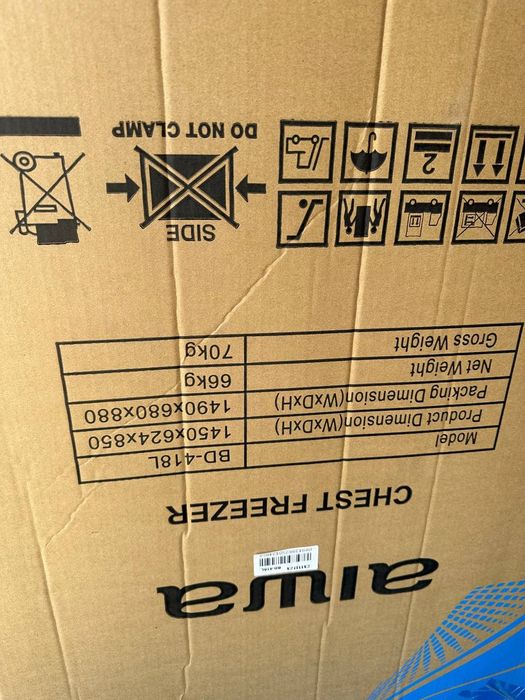 aiwa
CHEST FREEZER
Model BD-418L
Product Dimension(WxDxH) 1450x624x850
Packing Dimension(WxDxH) 1490x680x880
Net Weight 66kg
Gross Weight 70kg
SIDE
DO NOT CLAMP
2